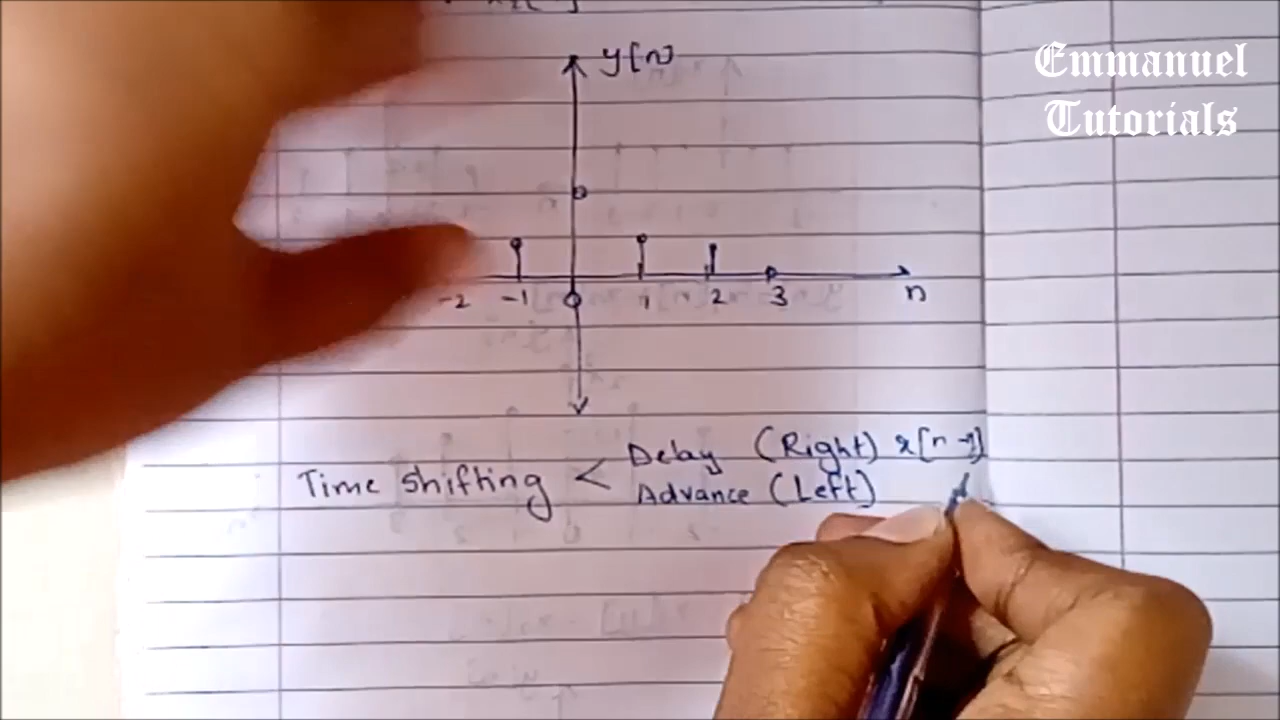 y[n]
Emmanuel
Tutorials
-2 -1 0 1 2 3 n
Time Shifting < Delay (Right) x[n-1]
Advance (Left)